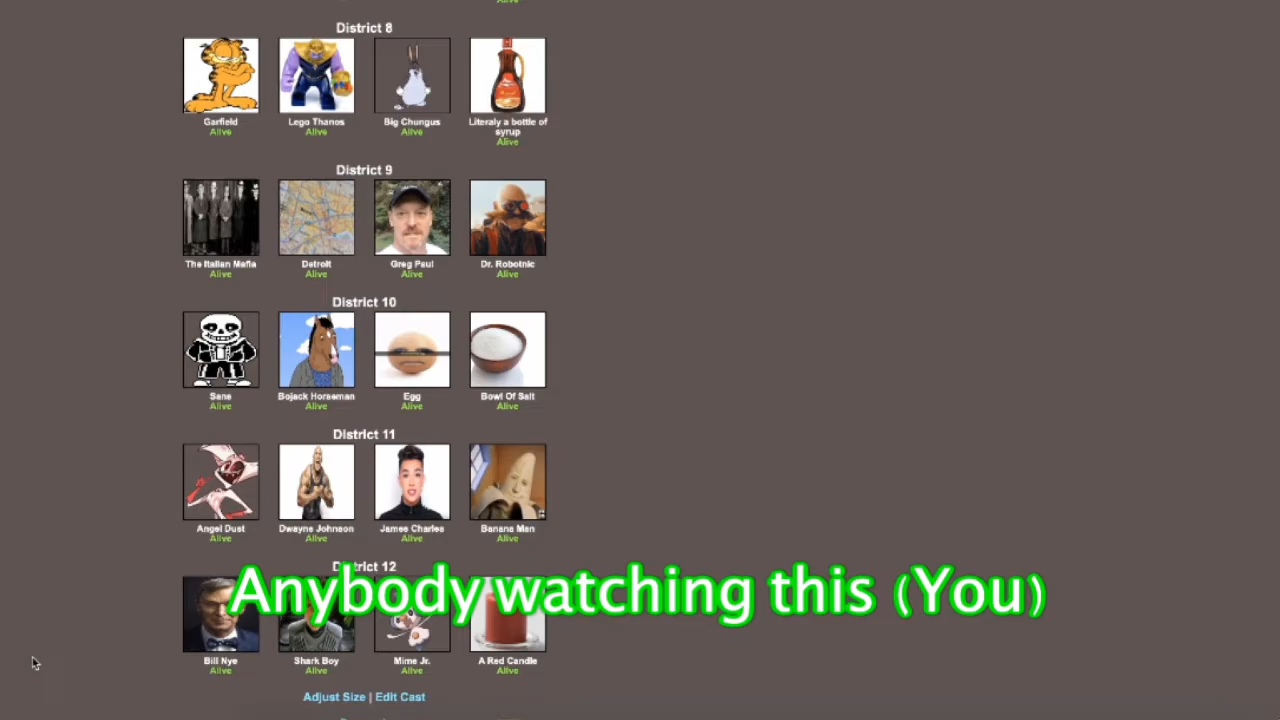 Alive
District 8
Garfield
Lego Thanos
Big Chungus
Literaly a bottle of
syrup
Alive
Alive
Alive
Alive
District 9
The Italian Mafia
Detroit
Greg Paul
Dr. Robotnic
Alive
Alive
Alive
Alive
District 10
Sans
Bojack Horseman
Egg
Bowl Of Salt
Alive
Alive
Alive
Alive
District 11
Angel Dust
Dwayne Johnson
James Charles
Banana Man
Alive
Alive
Alive
Alive
District 12
Anybody watching this (You)
Bill Nye
Shark Boy
Mime Jr.
A Red Candle
Alive
Alive
Alive
Alive
Adjust Size | Edit Cast